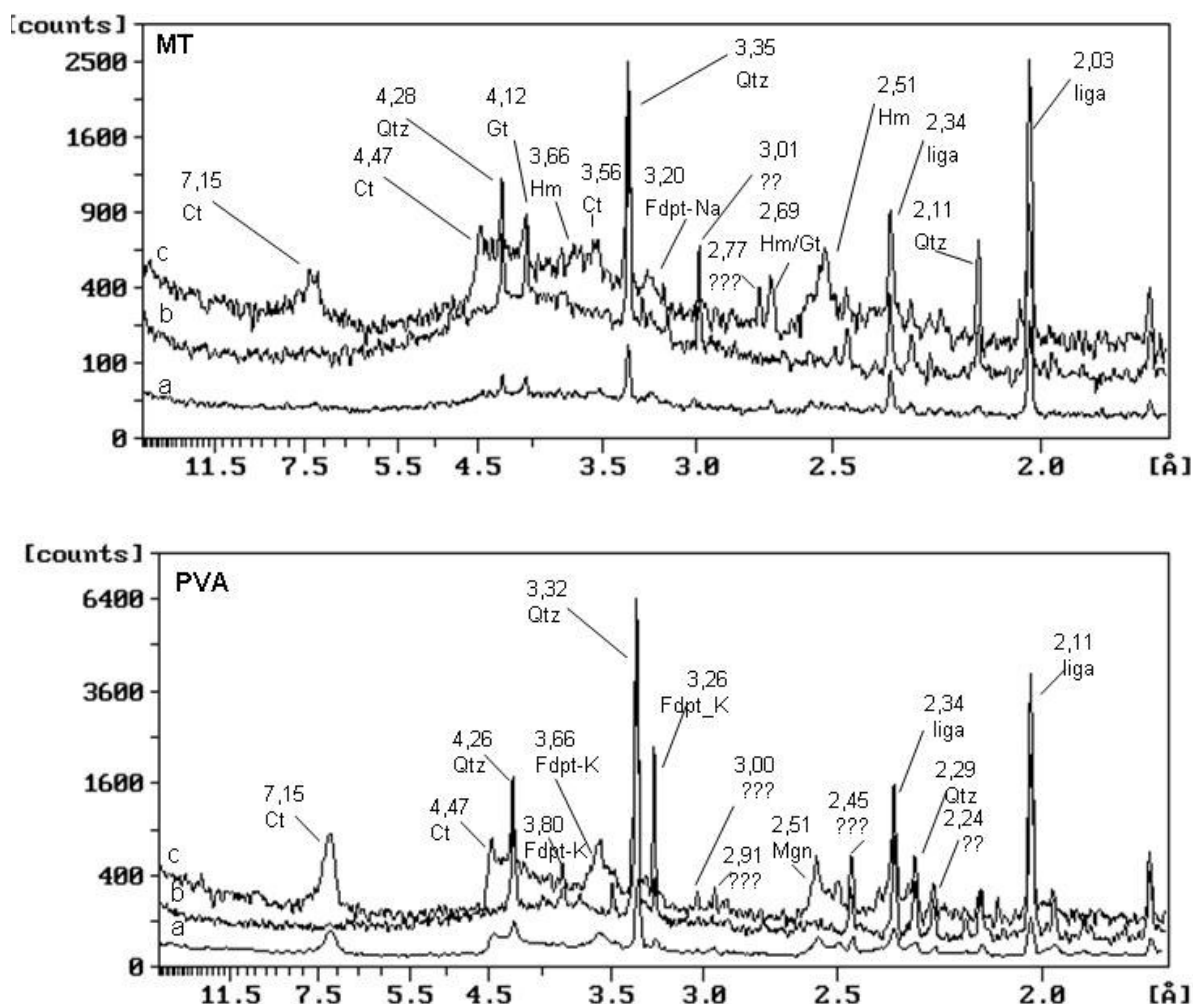 [counts]
MT
2500
1600
900
400
100
0
7,15
Ct
4,47
Ct
4,28
Qtz
4,12
Gt
3,66
Hm
3,56
Ct
3,35
Qtz
3,20
Fdpt-Na
3,01
??
2,77
???
2,69
Hm/Gt
2,51
Hm
2,34
liga
2,11
Qtz
2,03
liga
c
b
a
11.5 7.5 5.5 4.5 3.5 3.0 2.5 2.0 [Å]
[counts]
PVA
6400
3600
1600
400
0
7,15
Ct
4,47
Ct
4,26
Qtz
3,80
Fdpt-K
3,66
Fdpt-K
3,32
Qtz
3,26
Fdpt_K
3,00
???
2,91
???
2,51
Mgn
2,45
???
2,34
liga
2,29
Qtz
2,24
??
2,11
liga
c
b
a
11.5 7.5 5.5 4.5 3.5 3.0 2.5 2.0 [Å]